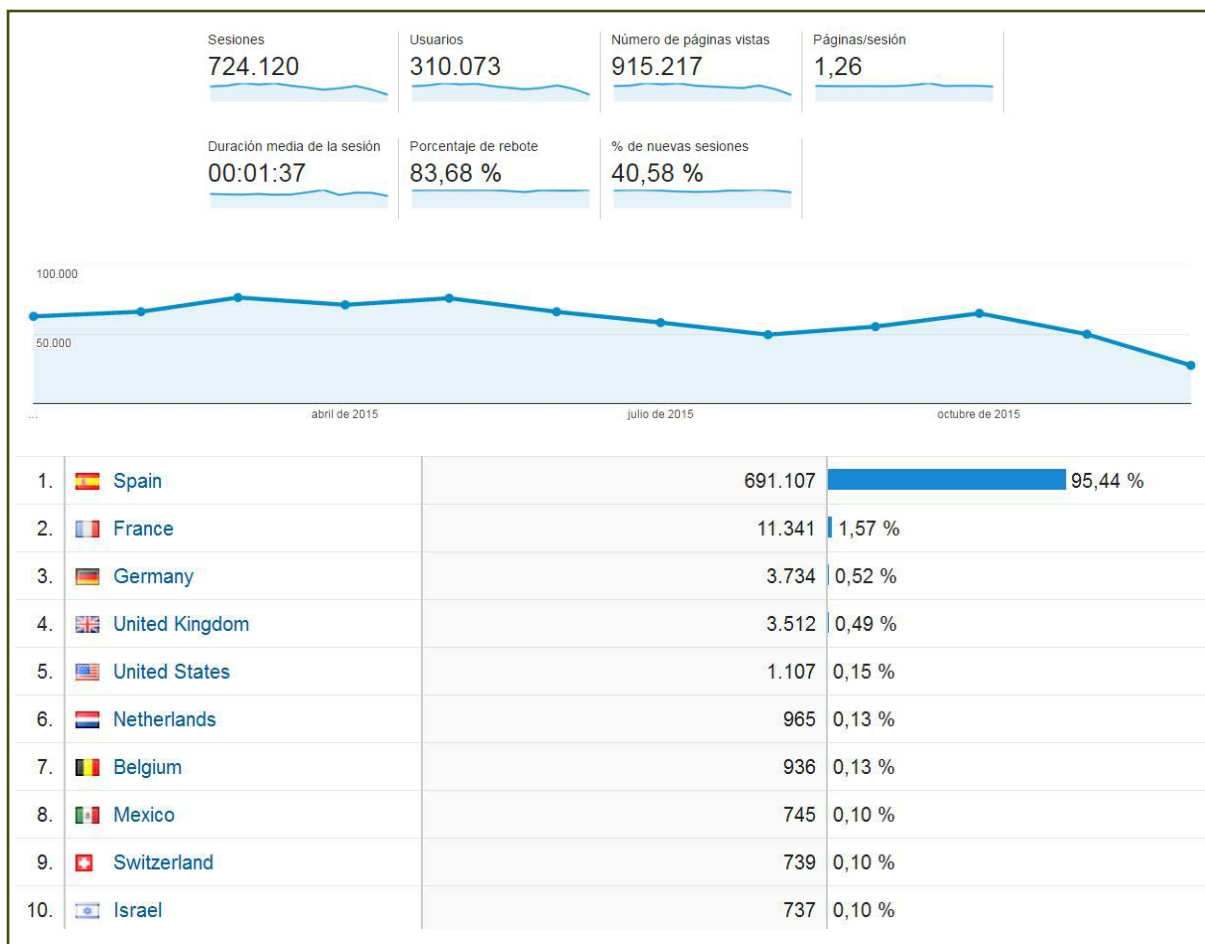 Sesiones
724.120
Usuarios
310.073
Número de páginas vistas
915.217
Páginas/sesión
1,26
Duración media de la sesión
00:01:37
Porcentaje de rebote
83,68 %
% de nuevas sesiones
40,58 %
100.000
50.000
...
abril de 2015
julio de 2015
octubre de 2015
1. Spain 691.107 95,44 %
2. France 11.341 1,57 %
3. Germany 3.734 0,52 %
4. United Kingdom 3.512 0,49 %
5. United States 1.107 0,15 %
6. Netherlands 965 0,13 %
7. Belgium 936 0,13 %
8. Mexico 745 0,10 %
9. Switzerland 739 0,10 %
10. Israel 737 0,10 %